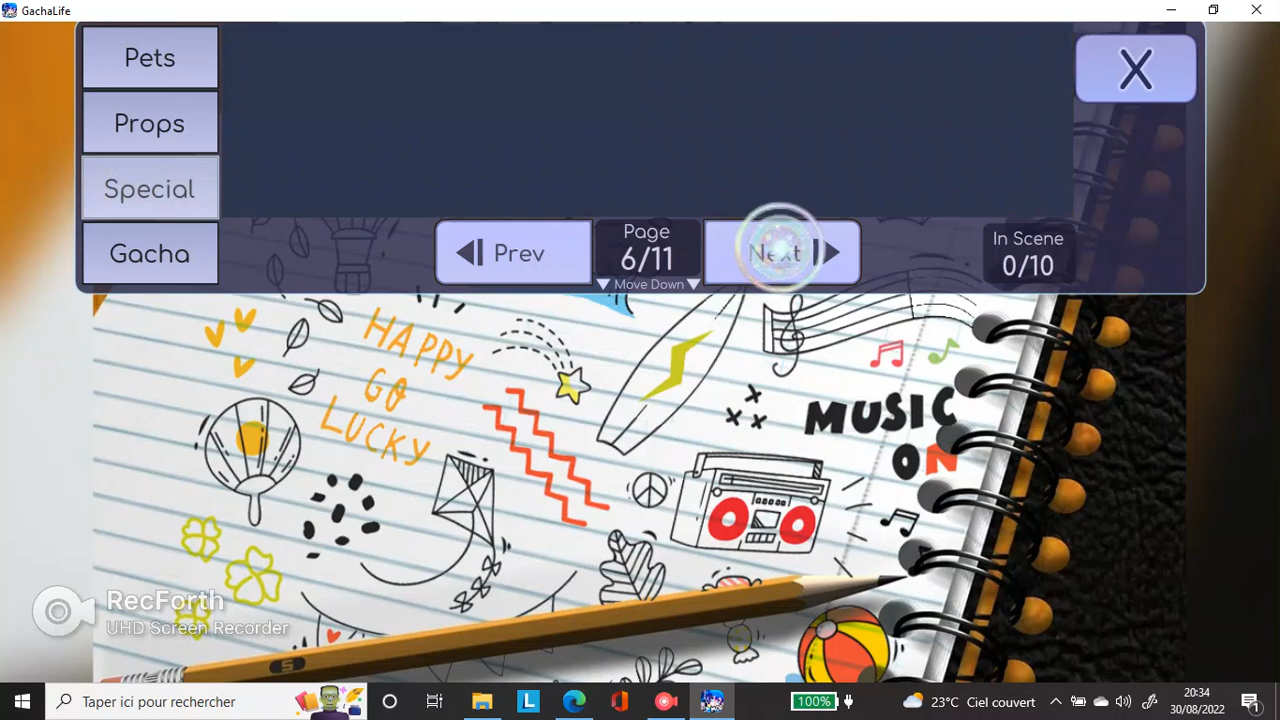 GachaLife
Pets
Props
Special
Gacha
X
Prev
Page
6/11
Move Down
Next
In Scene
0/10
HAPPY
GO
LUCKY
MUSIC
ON
S
RecForth
UHD Screen Recorder
Taper ici pour rechercher
L
100%
23°C Ciel couvert
20:34
30/08/2022
1